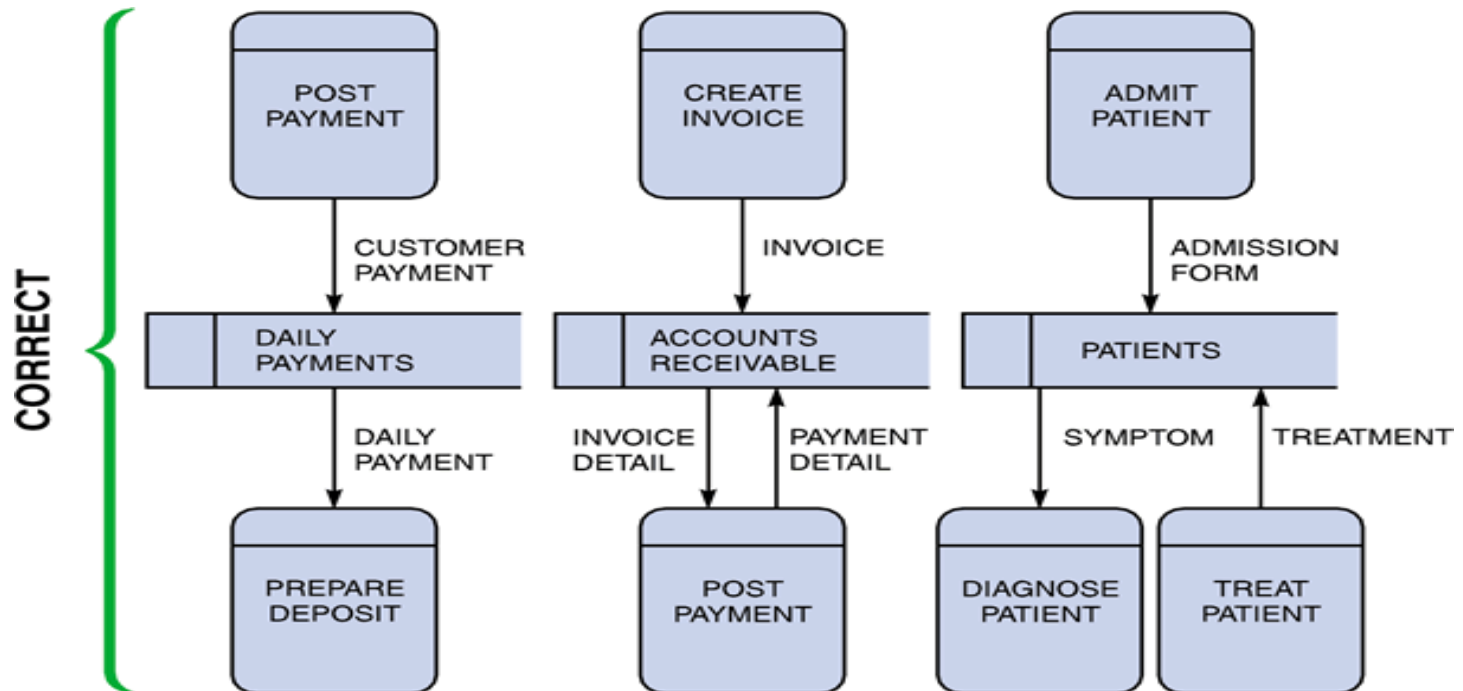 CORRECT
POST
PAYMENT
CREATE
INVOICE
ADMIT
PATIENT
CUSTOMER
PAYMENT
INVOICE
ADMISSION
FORM
DAILY
PAYMENTS
ACCOUNTS
RECEIVABLE
PATIENTS
DAILY
PAYMENT
INVOICE
DETAIL
PAYMENT
DETAIL
SYMPTOM
TREATMENT
PREPARE
DEPOSIT
POST
PAYMENT
DIAGNOSE
PATIENT
TREAT
PATIENT